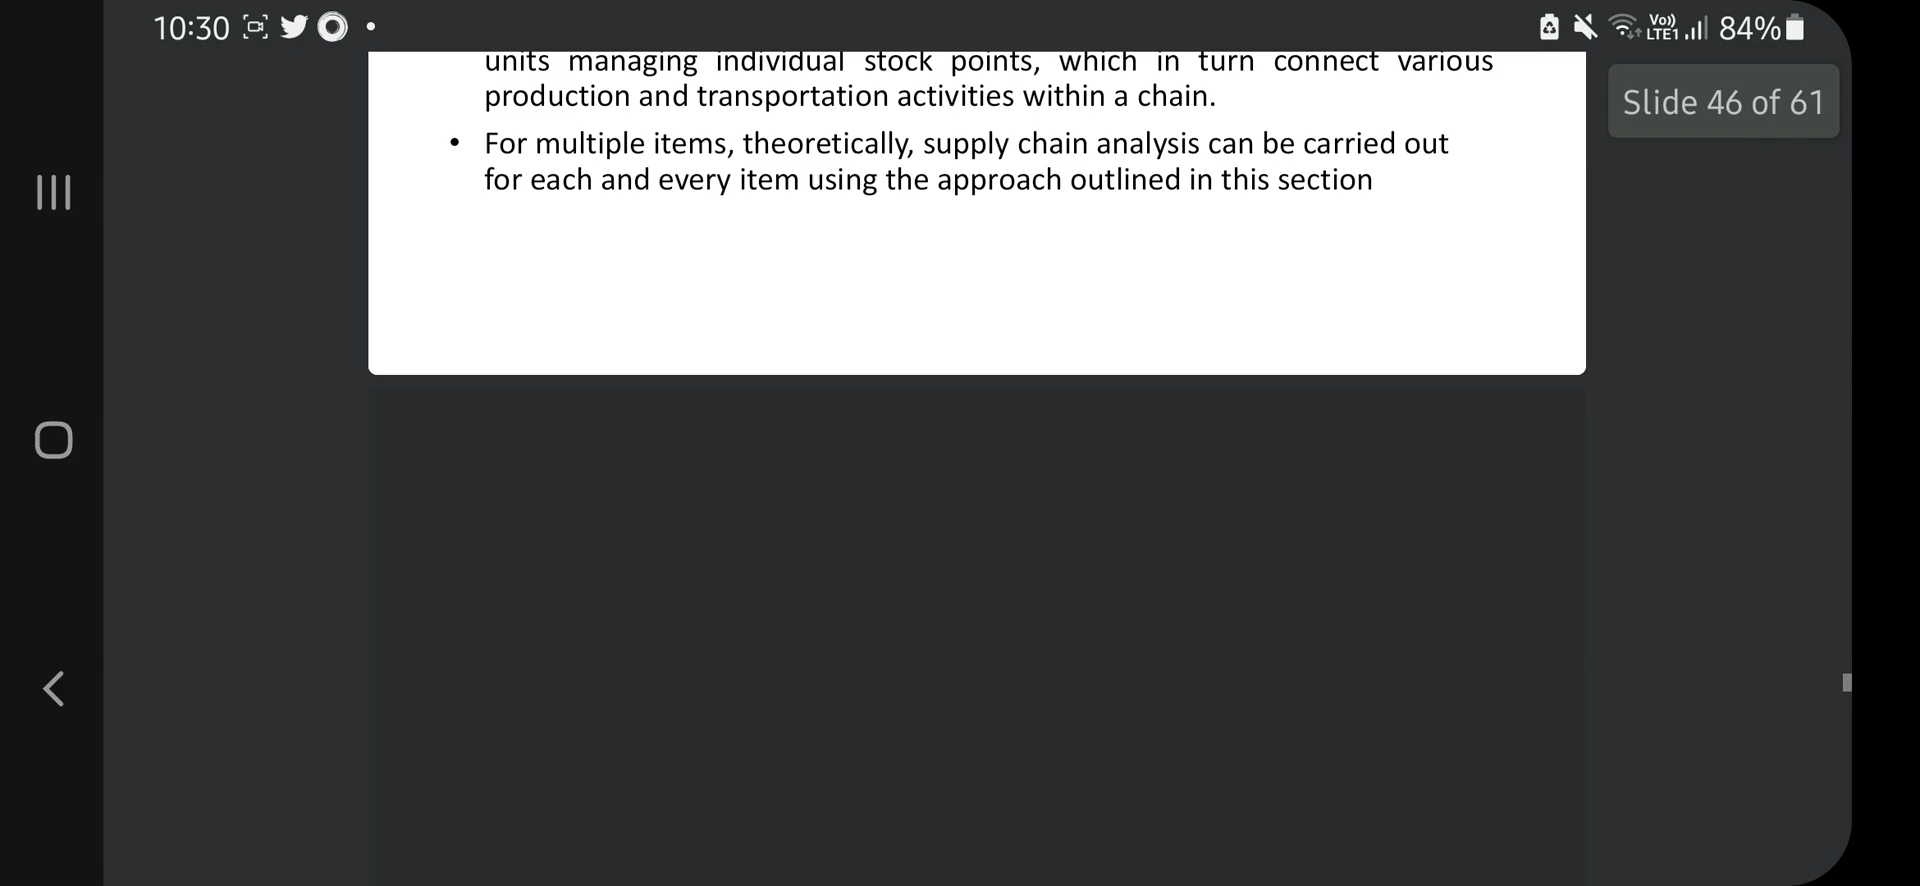 10:30
Vo))
LTE1
84%
units managing individual stock points, which in turn connect various
production and transportation activities within a chain.
Slide 46 of 61
• For multiple items, theoretically, supply chain analysis can be carried out
for each and every item using the approach outlined in this section